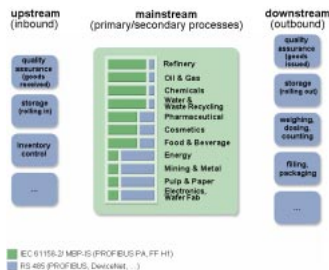 upstream
(inbound)
mainstream
(primary/secondary processes)
downstream
(outbound)
quality
assurance
(goods
received)
storage
(rolling in)
inventory
control
...
Refinery
Oil & Gas
Chemicals
Water &
Waste Recycling
Pharmaceutical
Cosmetics
Food & Beverage
Energy
Mining & Metal
Pulp & Paper
Electronics,
Wafer Fab
quality
assurance
(goods
issued)
storage
(rolling out)
weighing,
dosing,
counting
filling,
packaging
...
IEC 61158-2/ MBP-IS (PROFIBUS PA, FF H1)
RS 485 (PROFIBUS, DeviceNet, ...)